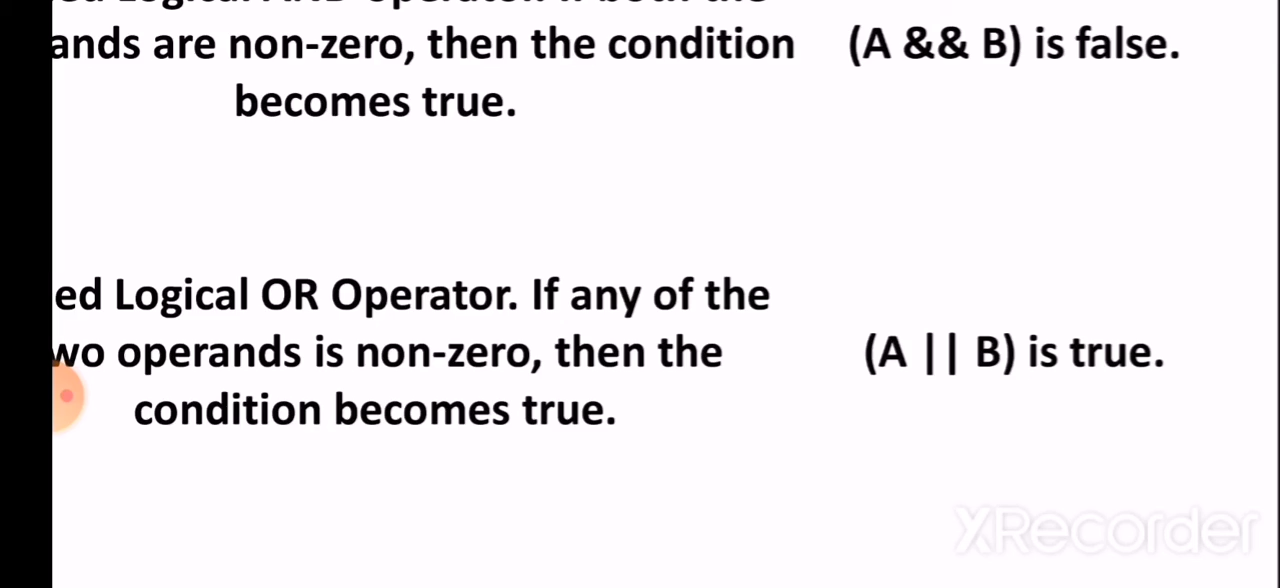 ands are non-zero, then the condition (A && B) is false.
becomes true.
ed Logical OR Operator. If any of the
wo operands is non-zero, then the (A || B) is true.
condition becomes true.
XRecorder